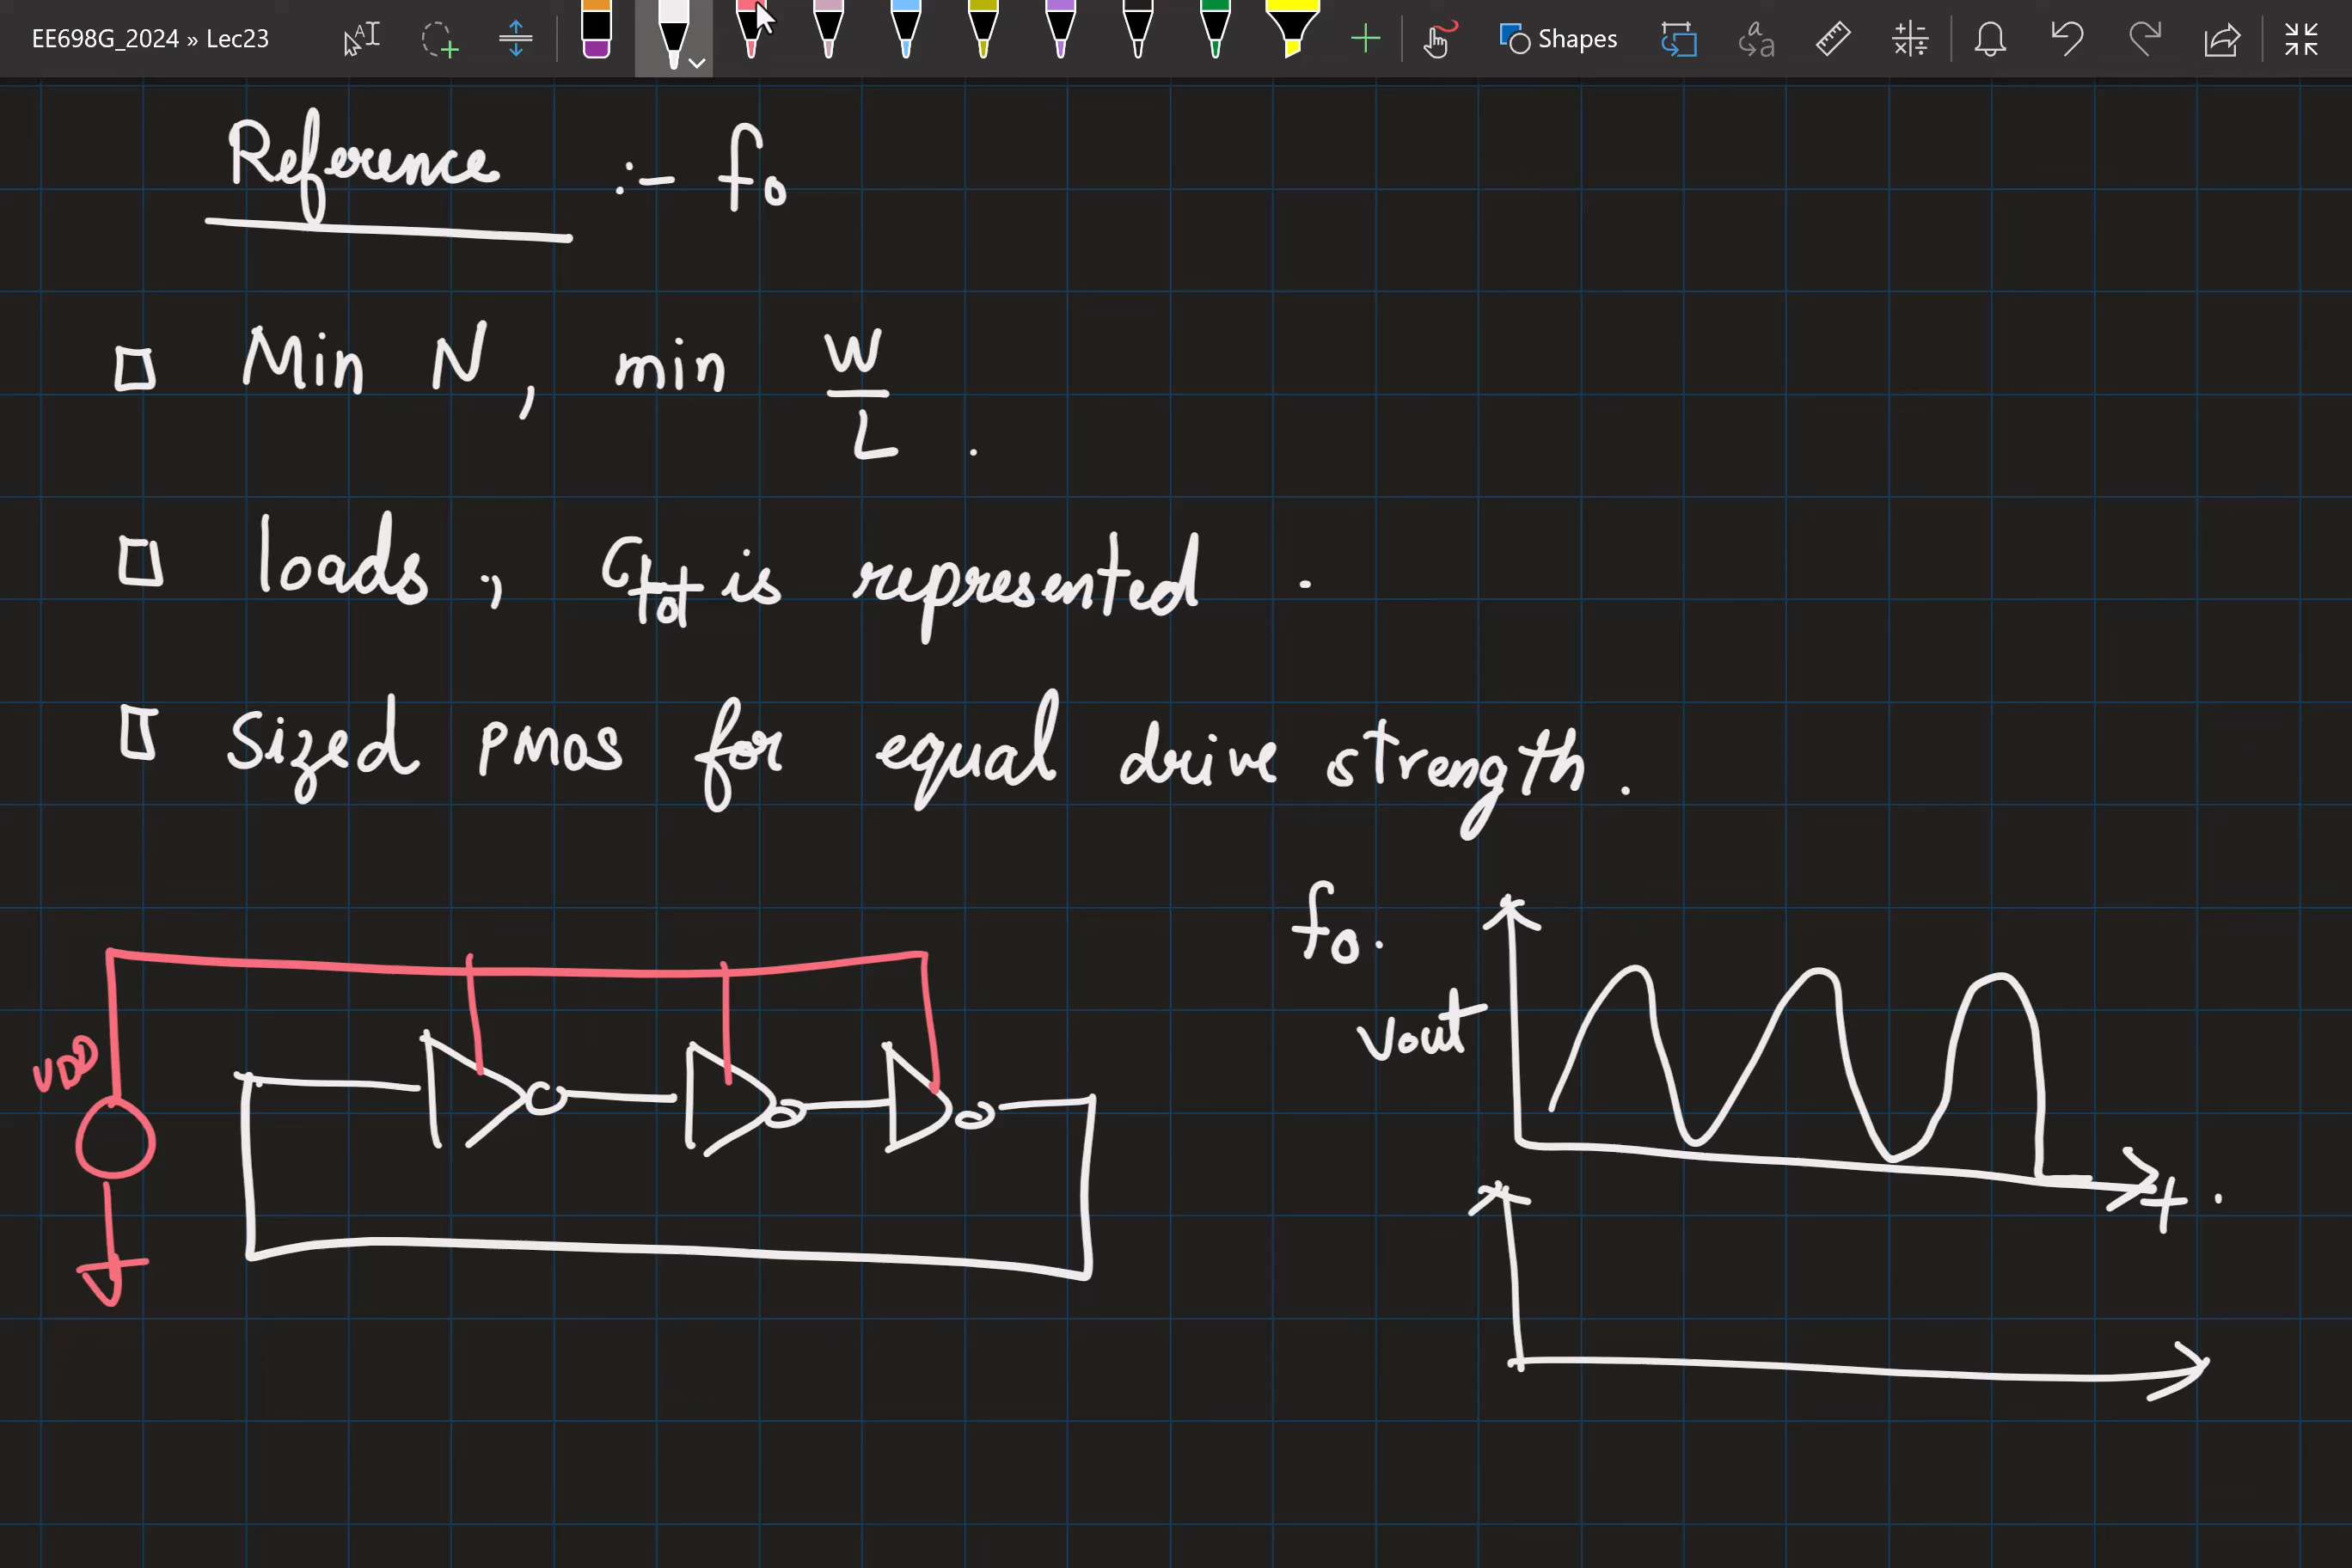 EE698G_2024 » Lec23
Shapes
Reference :- f0
Min N, min W/L.
loads, Ctot is represented.
Sized PMOS for equal drive strength.
f0.
VDD
Vout
t.